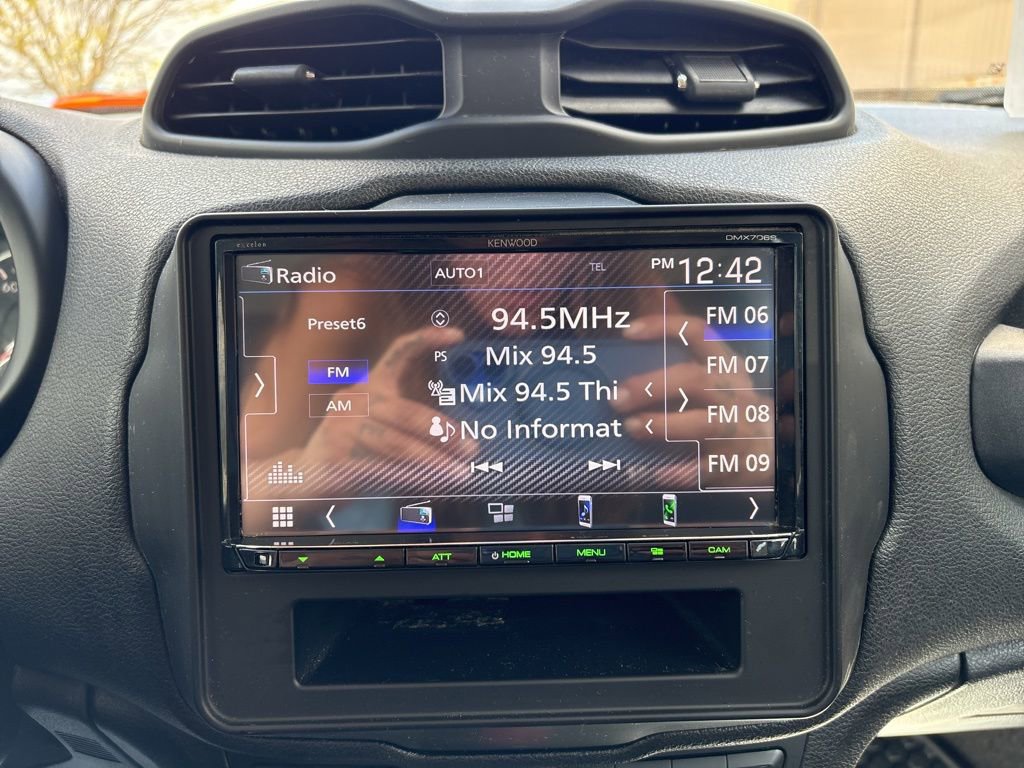 e_xcelon
KENWOOD
DMX706S
Radio
AUTO1
TEL
PM 12:42
Preset6
94.5MHz
FM 06
FM
PS Mix 94.5
FM 07
AM
Mix 94.5 Thi
FM 08
No Informat
FM 09
ATT
HOME
MENU
CAM